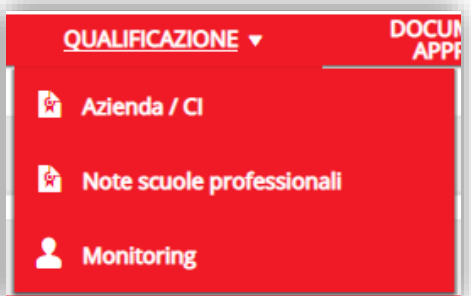 QUALIFICAZIONE ▼
Azienda / CI
Note scuole professionali
Monitoring